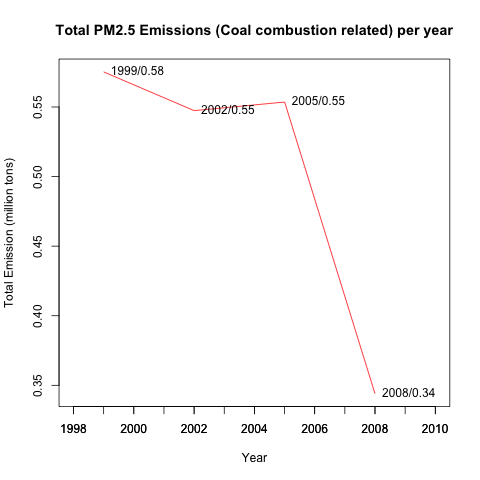 Total PM2.5 Emissions (Coal combustion related) per year
Total Emission (million tons)
0.55
0.50
0.45
0.40
0.35
1999/0.58
2002/0.55
2005/0.55
2008/0.34
1998 2000 2002 2004 2006 2008 2010
Year